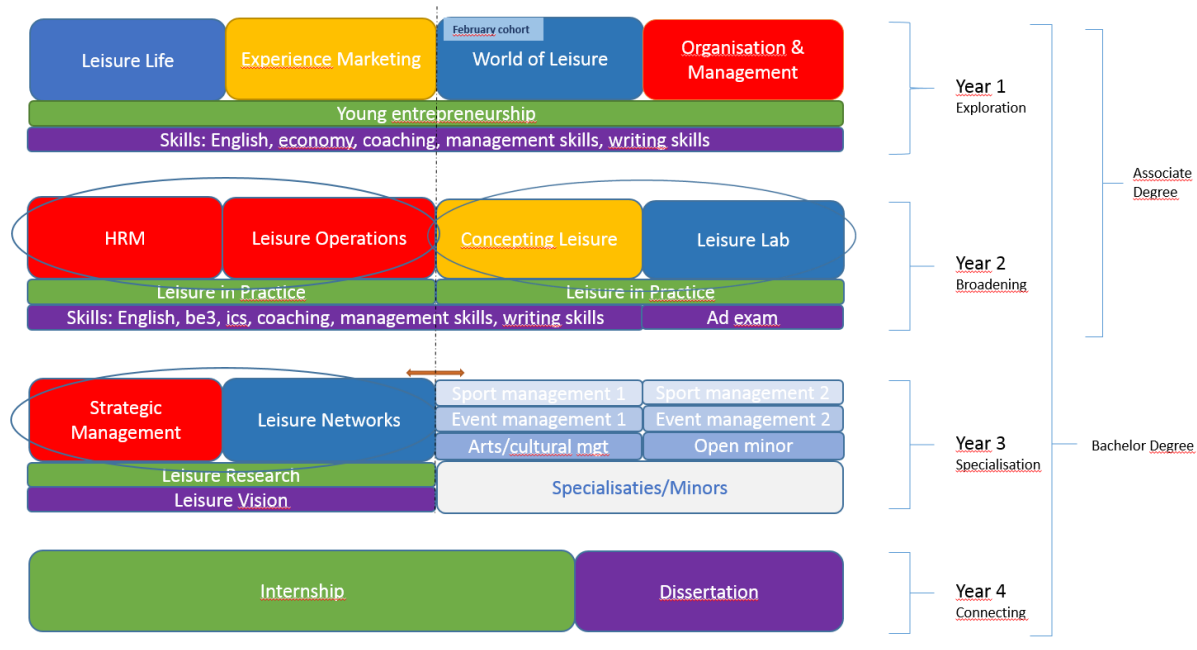 February cohort
Leisure Life
Experience Marketing
World of Leisure
Organisation &
Management
Young entrepreneurship
Skills: English, economy, coaching, management skills, writing skills
Year 1
Exploration
Associate
Degree
HRM
Leisure Operations
Concepting Leisure
Leisure Lab
Leisure in Practice
Leisure in Practice
Skills: English, be3, ics, coaching, management skills, writing skills
Ad exam
Year 2
Broadening
Strategic
Management
Leisure Networks
Sport management 1
Sport management 2
Event management 1
Event management 2
Arts/cultural mgt
Open minor
Leisure Research
Leisure Vision
Specialisaties/Minors
Year 3
Specialisation
Bachelor Degree
Internship
Dissertation
Year 4
Connecting